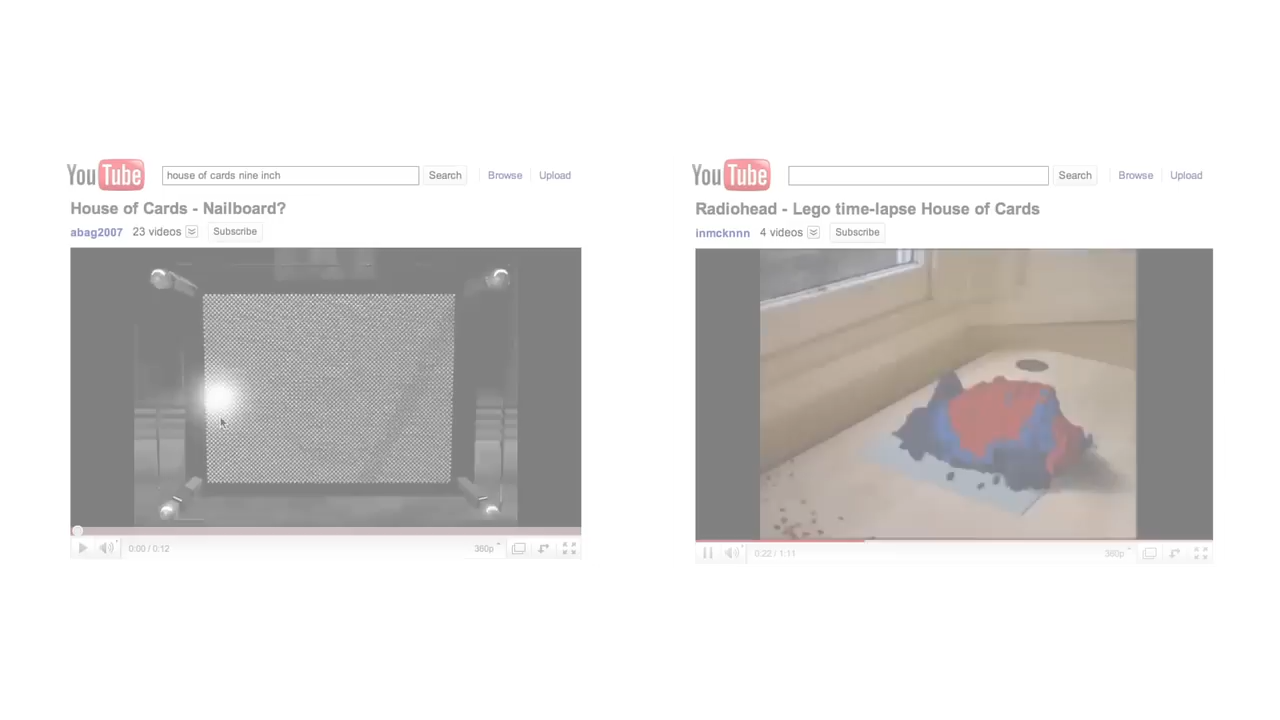 YouTube house of cards nine inch Search Browse Upload
House of Cards - Nailboard?
abag2007 23 videos Subscribe
0:00 / 0:12 360p
YouTube Search Browse Upload
Radiohead - Lego time-lapse House of Cards
inmcknnn 4 videos Subscribe
0:22 / 1:11 360p